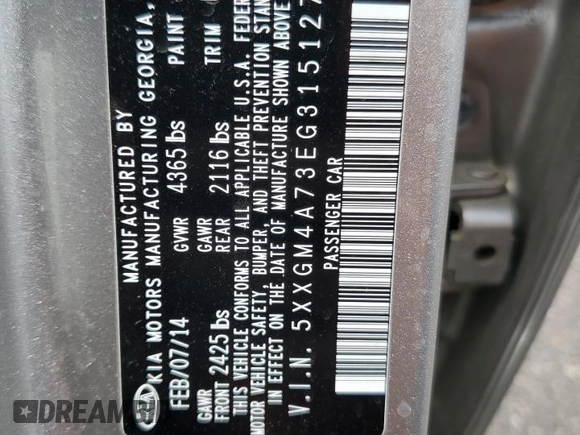 MANUFACTURED BY
KIA MOTORS MANUFACTURING GEORGIA,
FEB/07/14 GVWR 4365 lbs PAINT
GAWR FRONT 2425 lbs GAWR REAR 2116 lbs TRIM
THIS VEHICLE CONFORMS TO ALL APPLICABLE U.S.A. FEDER
MOTOR VEHICLE SAFETY, BUMPER, AND THEFT PREVENTION STAN
IN EFFECT ON THE DATE OF MANUFACTURE SHOWN ABOVE
V.I.N. 5XXGM4A73EG315127
PASSENGER CAR